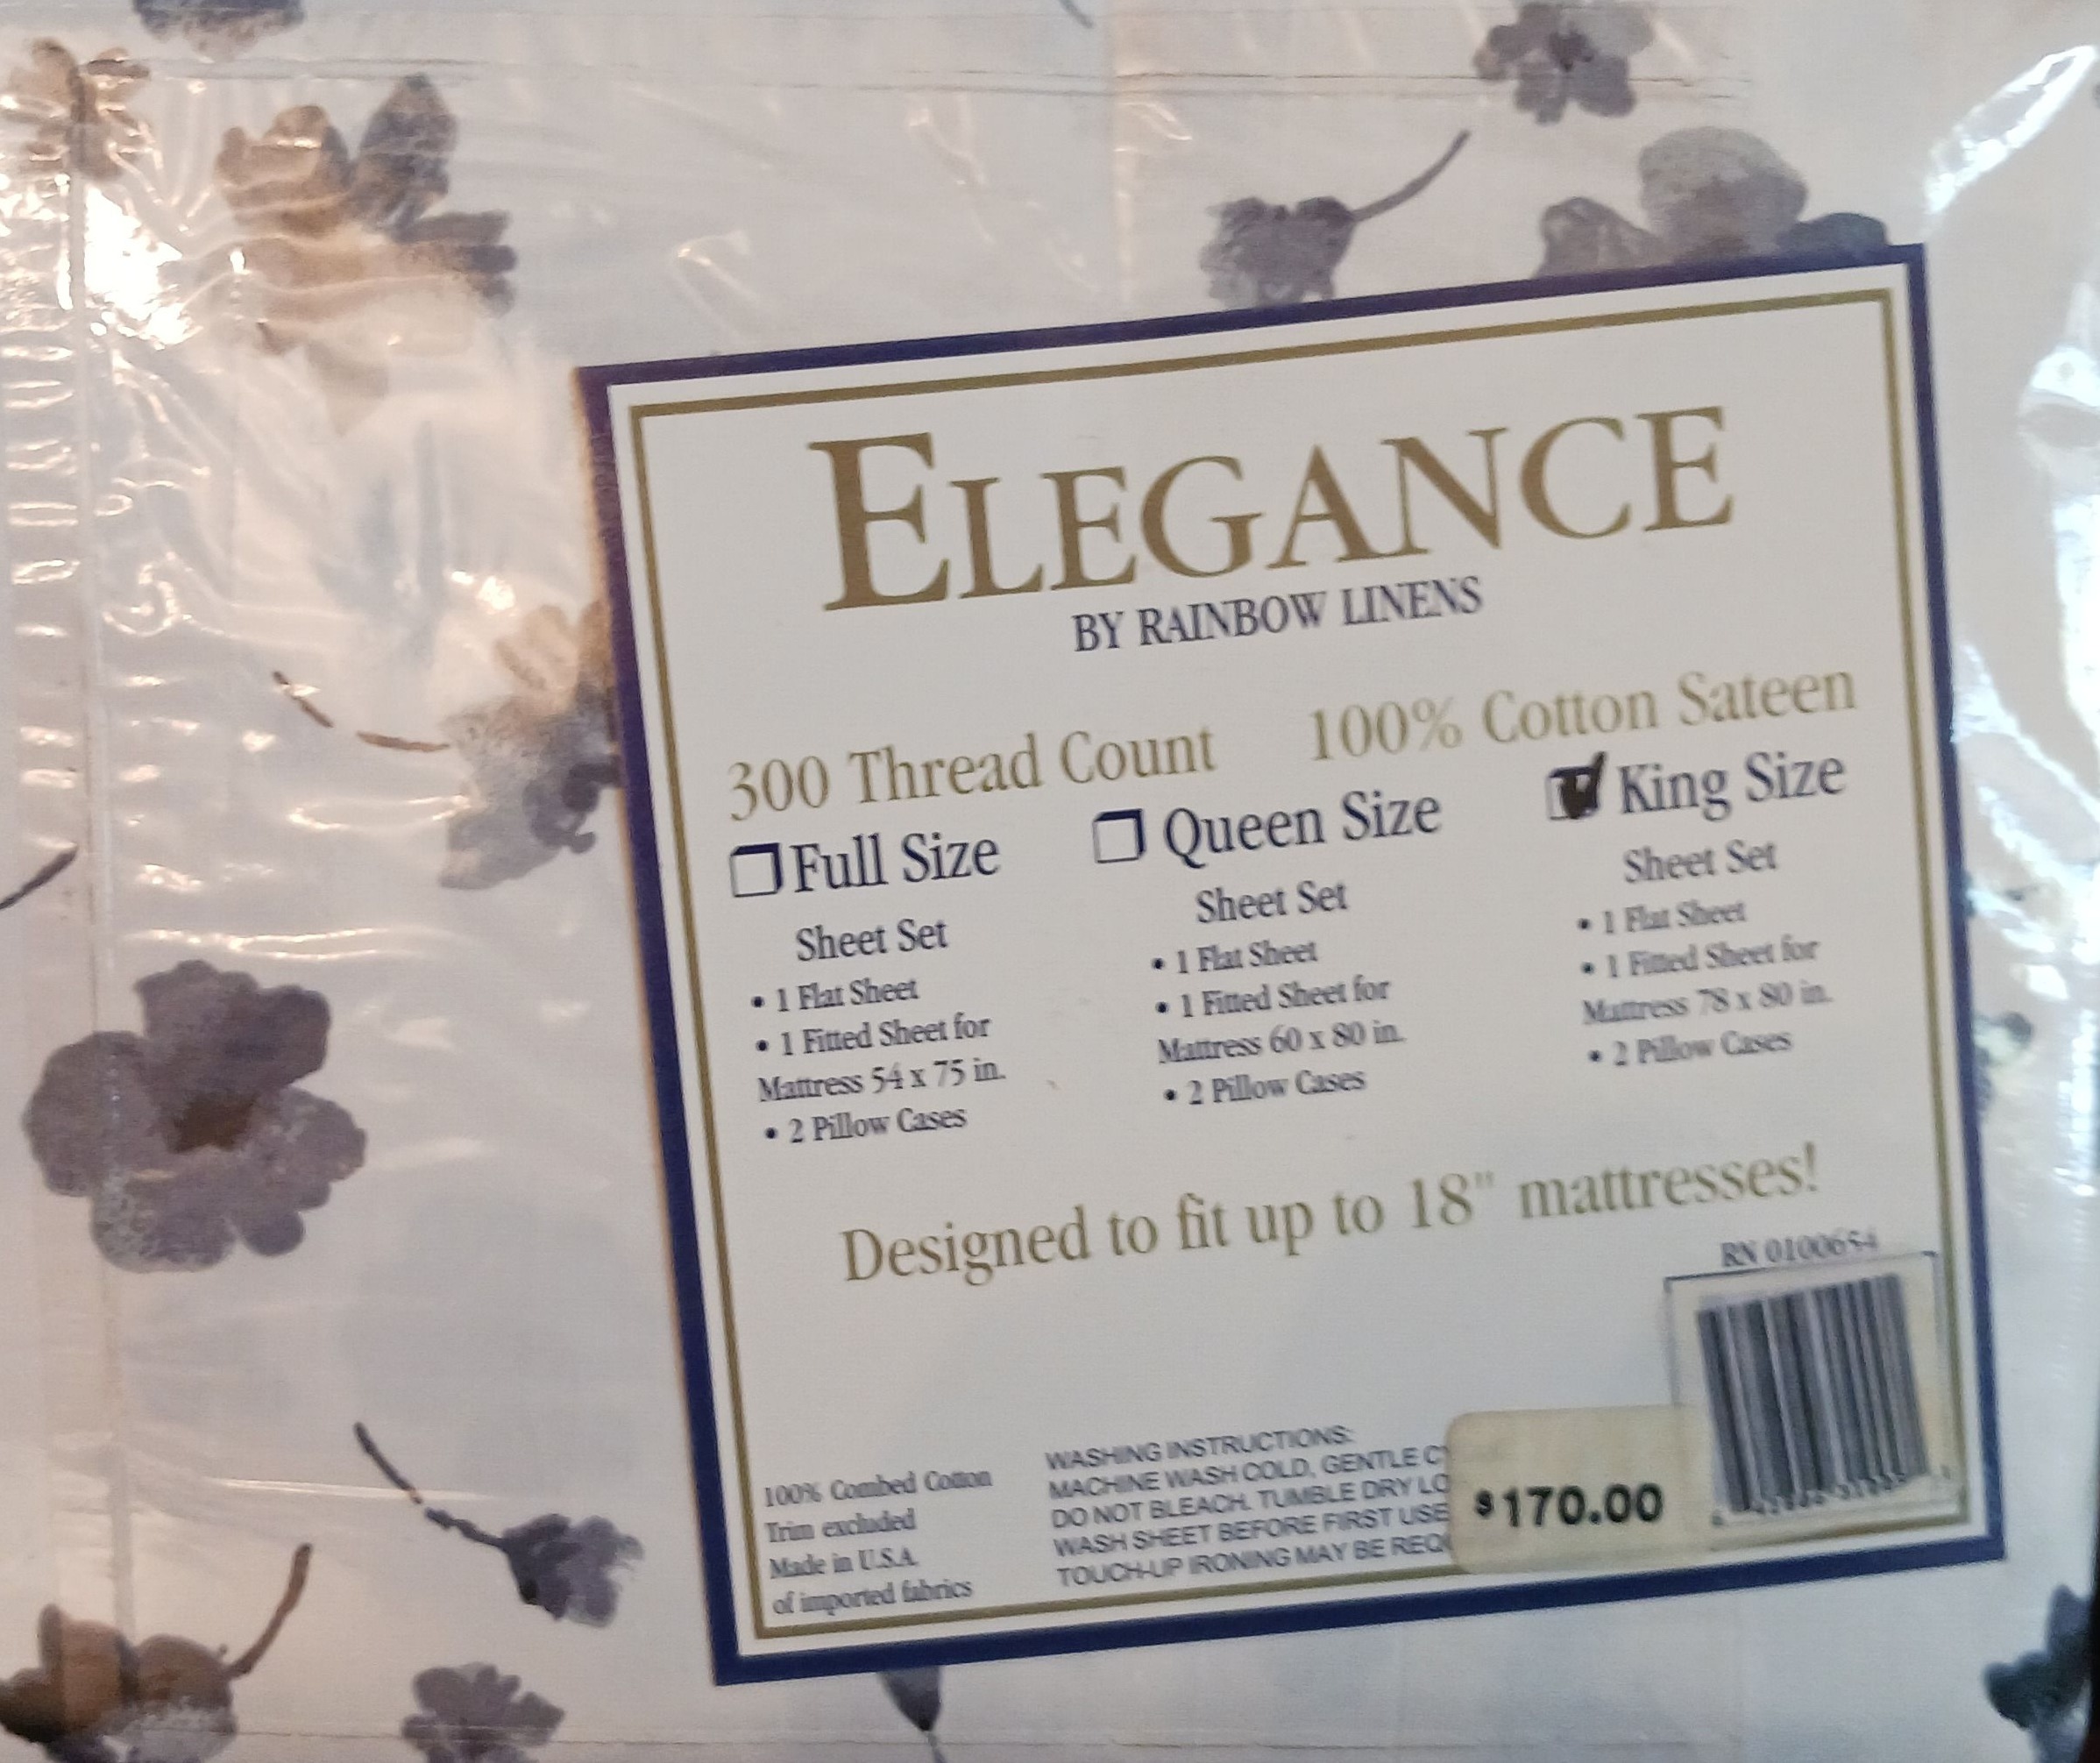 ELEGANCE
BY RAINBOW LINENS
300 Thread Count 100% Cotton Sateen
Full Size
Sheet Set
• 1 Flat Sheet
• 1 Fitted Sheet for
Mattress 54 x 75 in.
• 2 Pillow Cases
Queen Size
Sheet Set
• 1 Flat Sheet
• 1 Fitted Sheet for
Mattress 60 x 80 in.
• 2 Pillow Cases
King Size
Sheet Set
• 1 Flat Sheet
• 1 Fitted Sheet for
Mattress 78 x 80 in.
• 2 Pillow Cases
Designed to fit up to 18" mattresses!
RN 0100654
100% Combed Cotton
Trim excluded
Made in U.S.A.
of imported fabrics
WASHING INSTRUCTIONS:
MACHINE WASH COLD, GENTLE C
DO NOT BLEACH. TUMBLE DRY LO
WASH SHEET BEFORE FIRST USE
TOUCH-UP IRONING MAY BE REQ
$170.00